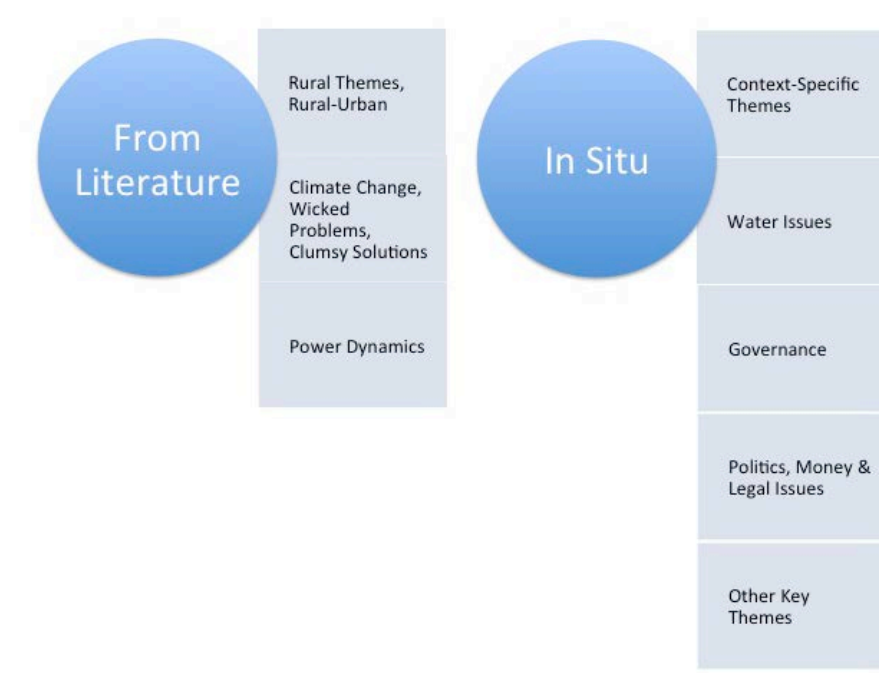 From
Literature
Rural Themes,
Rural-Urban
Climate Change,
Wicked
Problems,
Clumsy Solutions
Power Dynamics
In Situ
Context-Specific
Themes
Water Issues
Governance
Politics, Money &
Legal Issues
Other Key
Themes